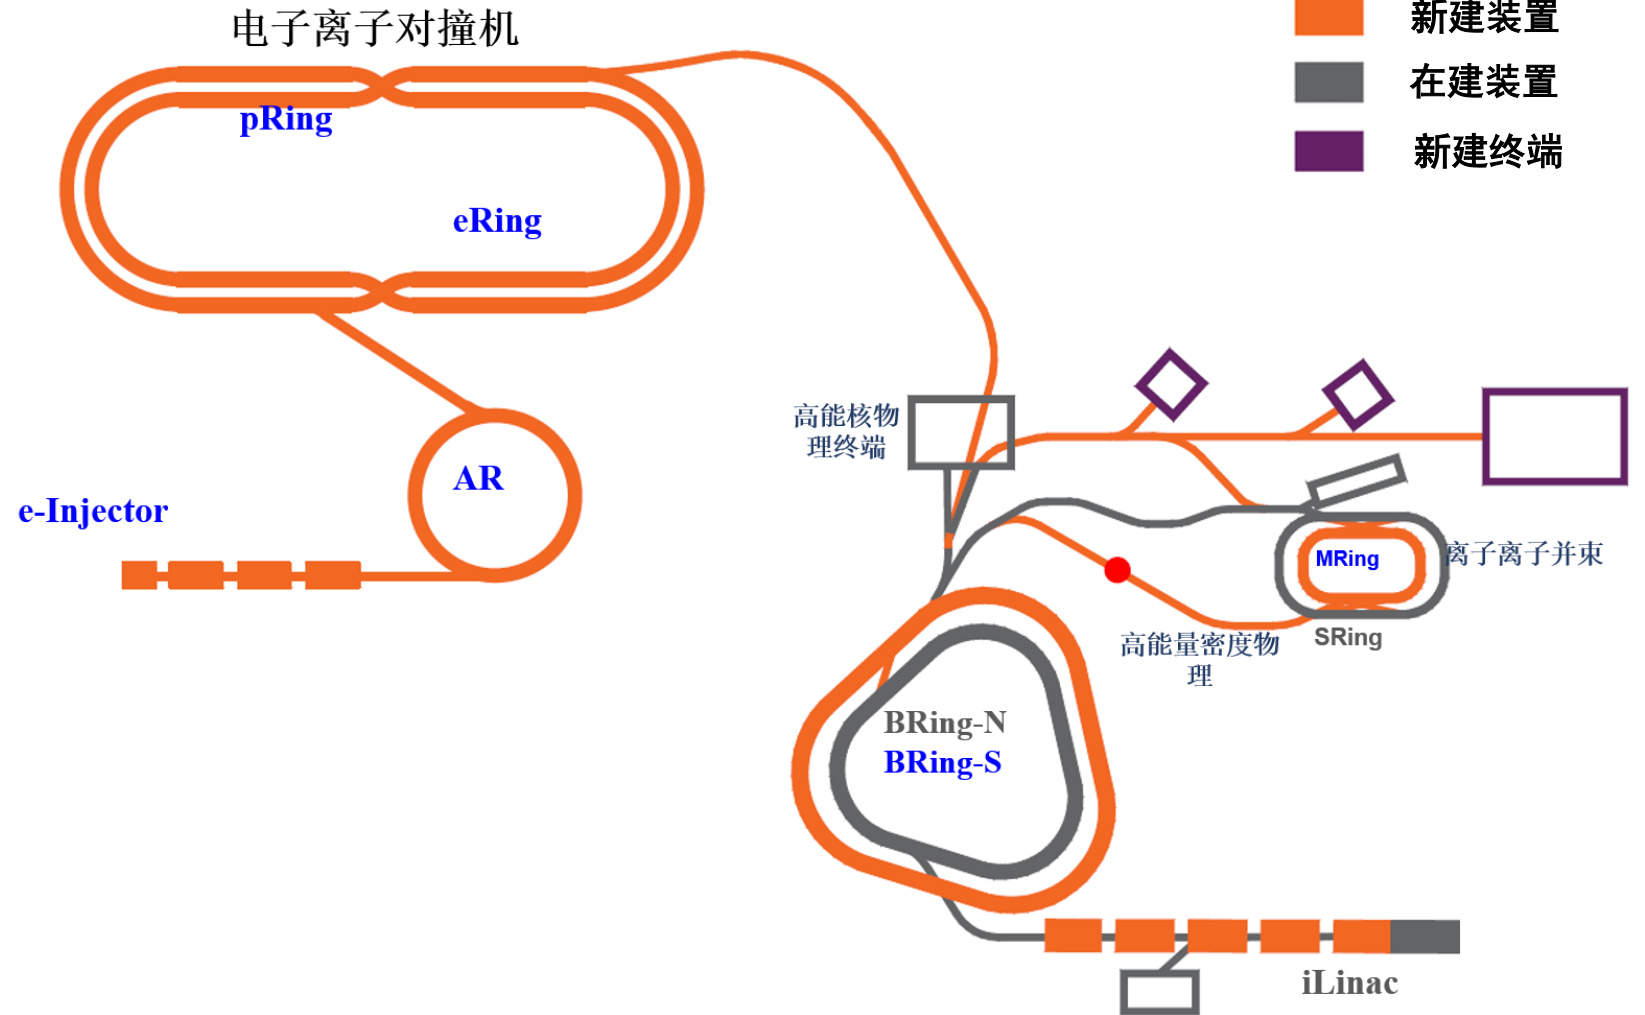 电子离子对撞机
新建装置
在建装置
新建终端
pRing
eRing
高能核物
理终端
AR
e-Injector
MRing
离子离子并束
SRing
高能量密度物
理
BRing-N
BRing-S
iLinac